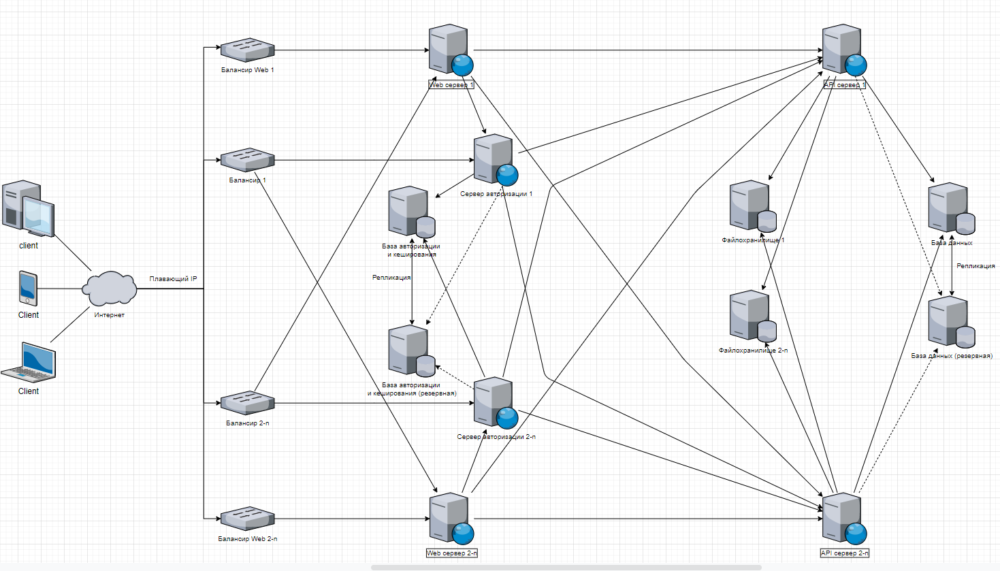 Балансир Web 1
Web сервер 1
API сервер 1
Балансир 1
Сервер авторизации 1
client
База авторизации
и кеширования
Файлохранилище 1
База данных
Репликация
Плавающий IP
Репликация
Client
Интернет
Файлохранилище 2-n
База данных (резервная)
Client
База авторизации
и кеширования (резервная)
Балансир 2-n
Сервер авторизации 2-n
Балансир Web 2-n
Web сервер 2-n
API сервер 2-n